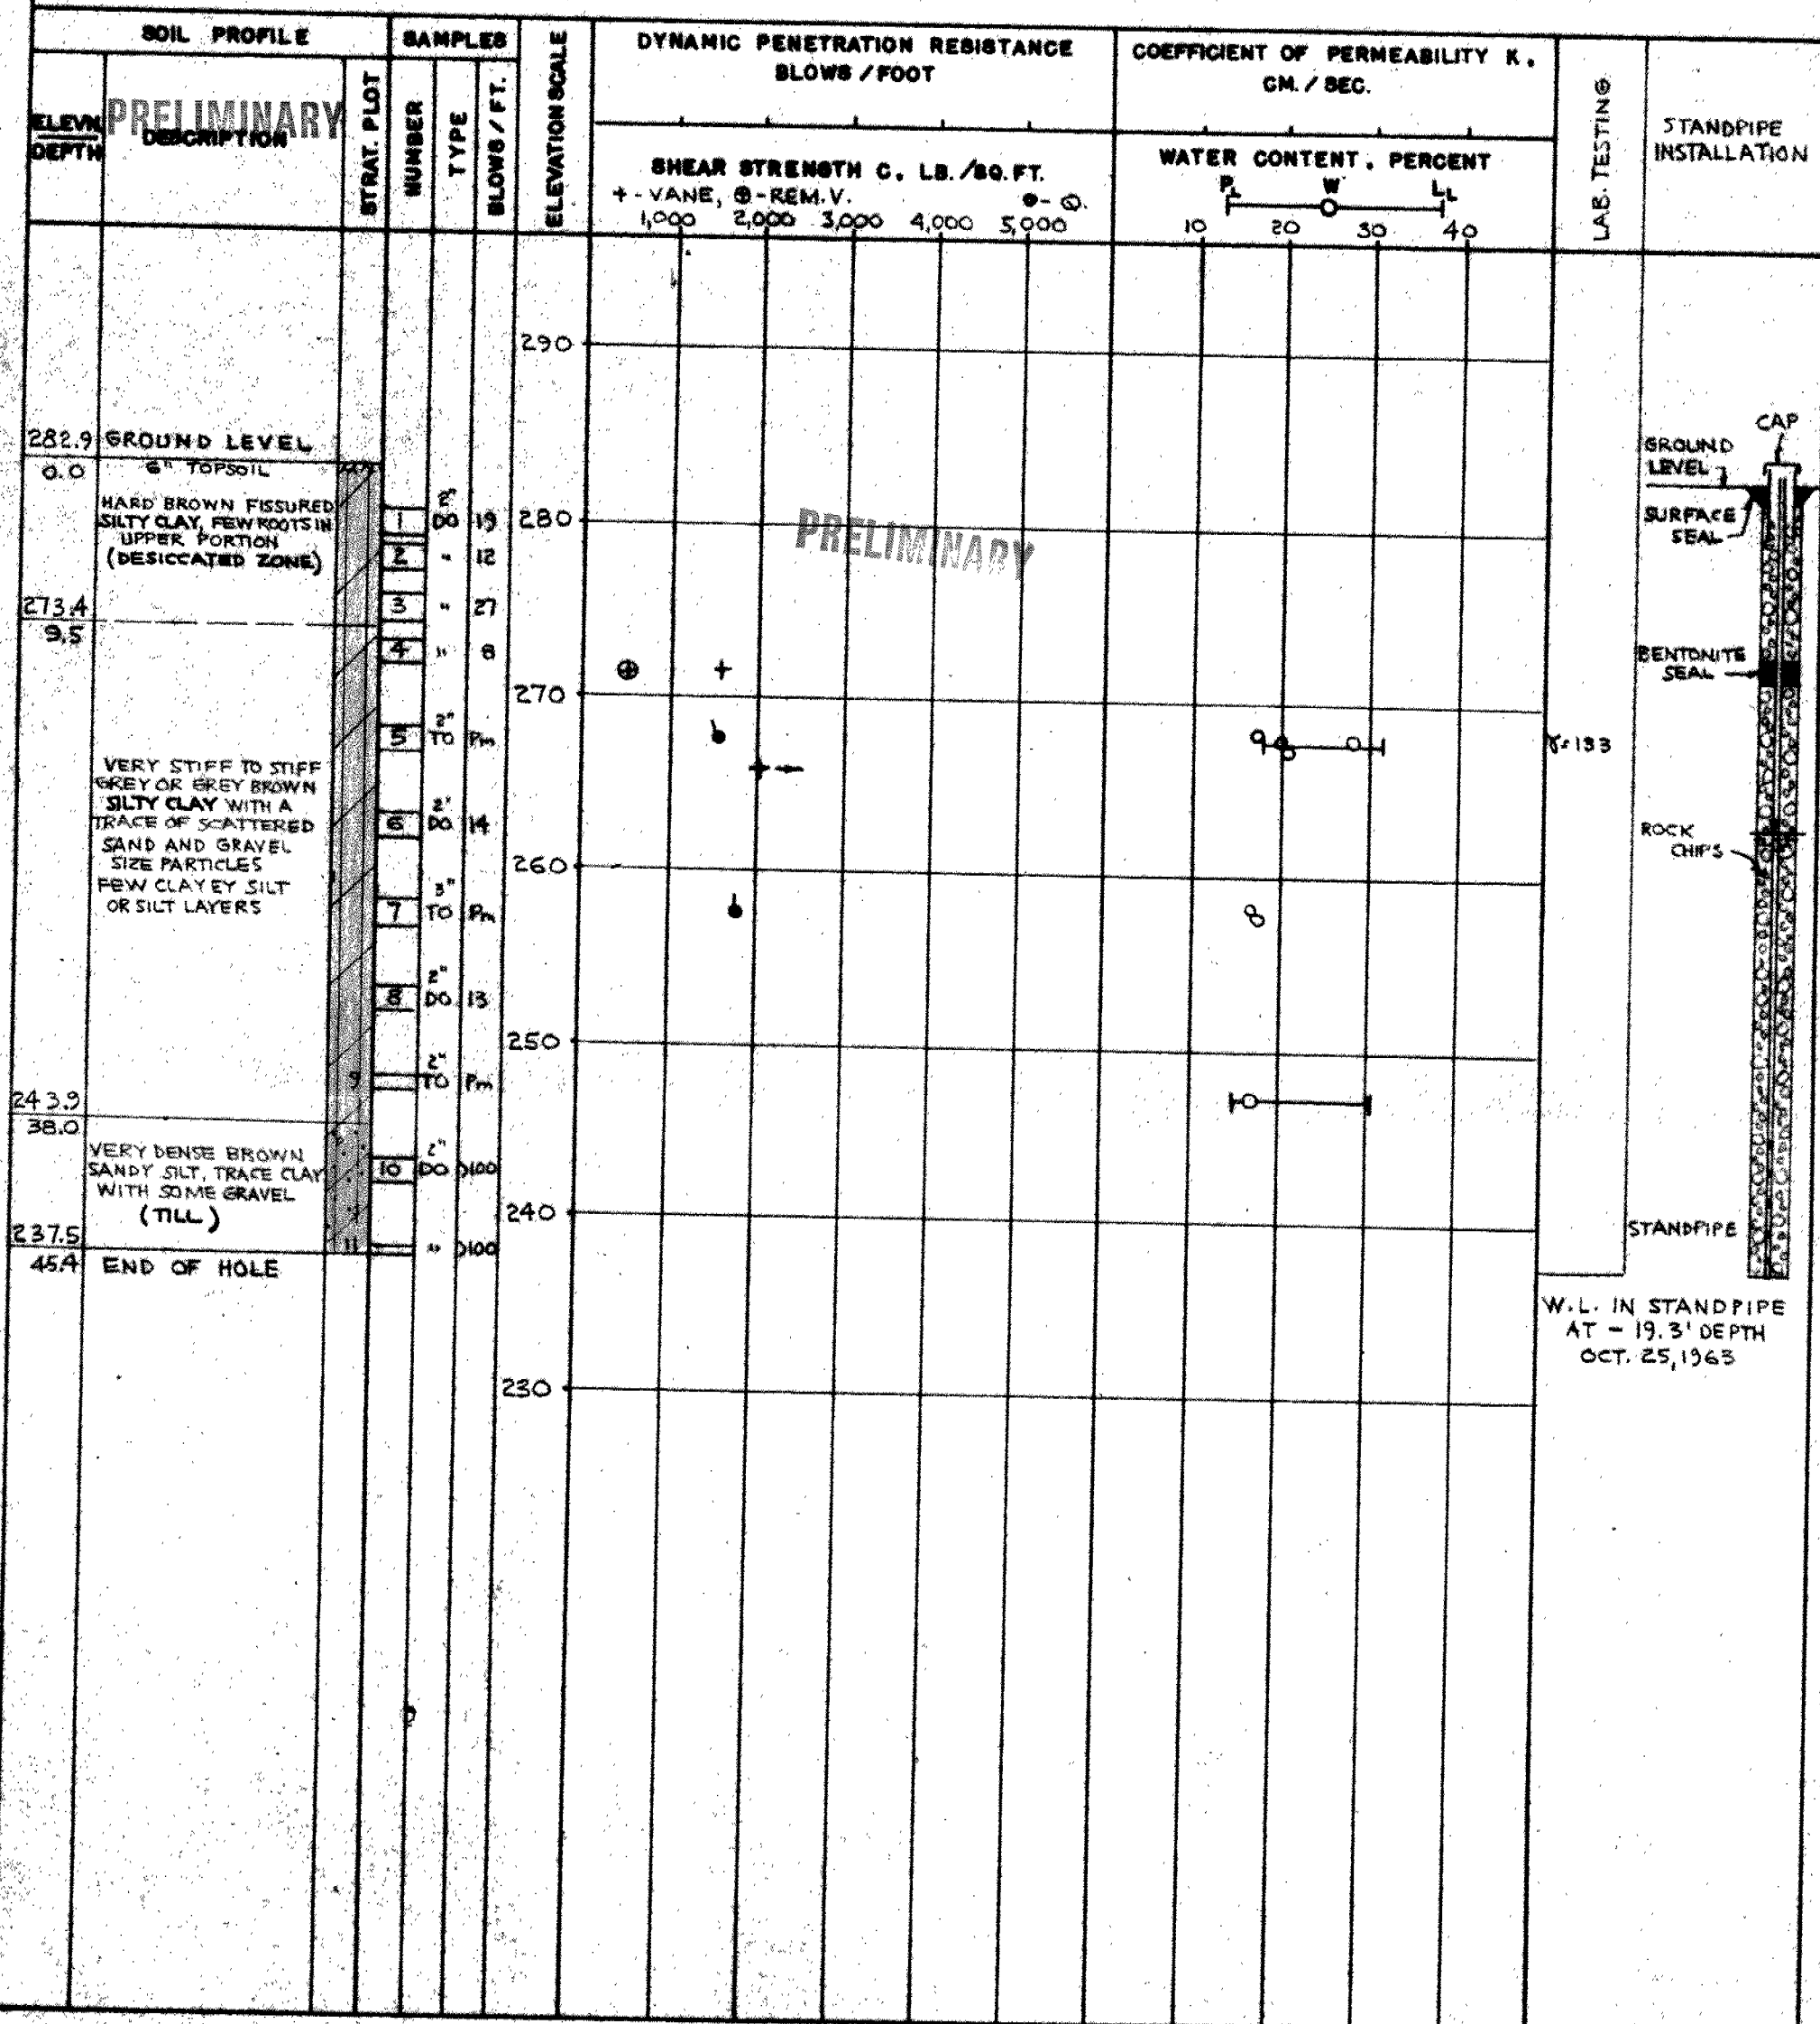 SOIL PROFILE
SAMPLES
ELEVATION SCALE
DYNAMIC PENETRATION RESISTANCE
BLOWS / FOOT
COEFFICIENT OF PERMEABILITY K.
CM. / SEC.
LAB. TESTING
STANDPIPE
INSTALLATION
ELEVN.
DEPTH
PRELIMINARY
DESCRIPTION
STRAT. PLOT
NUMBER
TYPE
BLOWS / FT.
SHEAR STRENGTH C. LB./SQ.FT.
+ - VANE, ⊕ - REM.V.
● - Q.
1,000 2,000 3,000 4,000 5,000
WATER CONTENT. PERCENT
PL W LL
10 20 30 40
290
282.9 GROUND LEVEL
0.0 6" TOPSOIL
HARD BROWN FISSURED
SILTY CLAY, FEW ROOTS IN
UPPER PORTION
(DESICCATED ZONE)
1 2" DO 19
2 " 12
3 " 27
280
PRELIMINARY
273.4
9.5
4 " 8
270
5 2" TO Pm
γ=133
VERY STIFF TO STIFF
GREY OR GREY BROWN
SILTY CLAY WITH A
TRACE OF SCATTERED
SAND AND GRAVEL
SIZE PARTICLES
FEW CLAYEY SILT
OR SILT LAYERS
6 2" DO 14
260
7 3" TO Pm
8 2" DO 13
250
9 2" TO Pm
243.9
38.0
VERY DENSE BROWN
SANDY SILT, TRACE CLAY
WITH SOME GRAVEL
(TILL)
10 2" DO >100
240
237.5
11 " >100
45.4 END OF HOLE
230
CAP
GROUND
LEVEL
SURFACE
SEAL
BENTONITE
SEAL
ROCK
CHIPS
STANDPIPE
W.L. IN STANDPIPE
AT - 19.3' DEPTH
OCT. 25, 1963